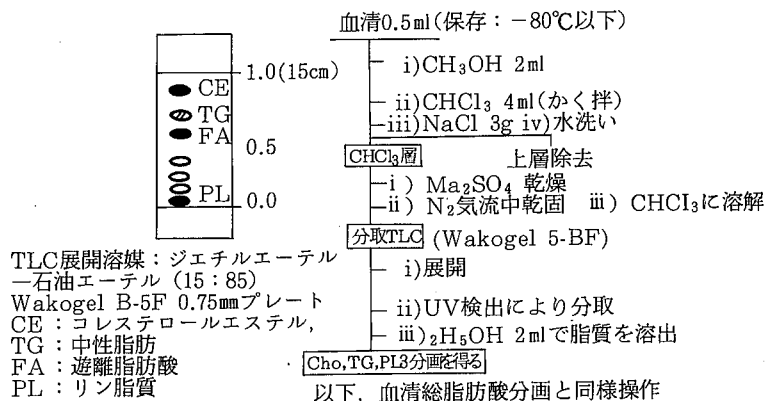 血清0.5ml(保存：−80℃以下)
i)CH₃OH 2ml
ii)CHCl₃ 4ml(かく拌)
iii)NaCl 3g iv)水洗い
CHCl₃層
上層除去
i) Ma₂SO₄ 乾燥
ii) N₂気流中乾固 iii) CHCI₃に溶解
分取TLC (Wakogel 5-BF)
i)展開
ii)UV検出により分取
iii)₂H₅OH 2mlで脂質を溶出
Cho,TG,PL3分画を得る
以下，血清総脂肪酸分画と同様操作
1.0(15cm)
CE
TG
FA
0.5
PL
0.0
TLC展開溶媒：ジエチルエーテル
—石油エーテル（15：85）
Wakogel B-5F 0.75mmプレート
CE：コレステロールエステル，
TG：中性脂肪
FA：遊離脂肪酸
PL：リン脂質